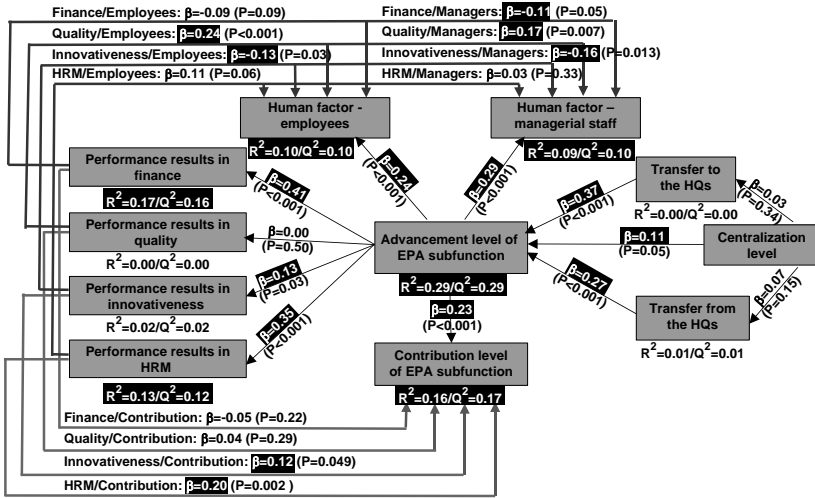 Finance/Employees: β=-0.09 (P=0.09)
Quality/Employees: β=0.24 (P<0.001)
Innovativeness/Employees: β=-0.13 (P=0.03)
HRM/Employees: β=0.11 (P=0.06)
Finance/Managers: β=-0.11 (P=0.05)
Quality/Managers: β=0.17 (P=0.007)
Innovativeness/Managers: β=-0.16 (P=0.013)
HRM/Managers: β=0.03 (P=0.33)
Human factor -
employees
R²=0.10/Q²=0.10
Human factor –
managerial staff
R²=0.09/Q²=0.10
Performance results in
finance
R²=0.17/Q²=0.16
Performance results in
quality
R²=0.00/Q²=0.00
Performance results in
innovativeness
R²=0.02/Q²=0.02
Performance results in
HRM
R²=0.13/Q²=0.12
β=0.41
(P<0.001)
β=0.00
(P=0.50)
β=0.13
(P=0.03)
β=0.35
(P<0.001)
β=0.24
(P<0.001)
β=0.29
(P<0.001)
Advancement level of
EPA subfunction
R²=0.29/Q²=0.29
β=0.23
(P<0.001)
Contribution level
of EPA subfunction
R²=0.16/Q²=0.17
β=0.37
(P<0.001)
β=0.11
(P=0.05)
β=0.27
(P<0.001)
Transfer to
the HQs
R²=0.00/Q²=0.00
β=0.03
(P=0.34)
Centralization
level
β=0.07
(P=0.15)
Transfer from
the HQs
R²=0.01/Q²=0.01
Finance/Contribution: β=-0.05 (P=0.22)
Quality/Contribution: β=0.04 (P=0.29)
Innovativeness/Contribution: β=0.12 (P=0.049)
HRM/Contribution: β=0.20 (P=0.002 )